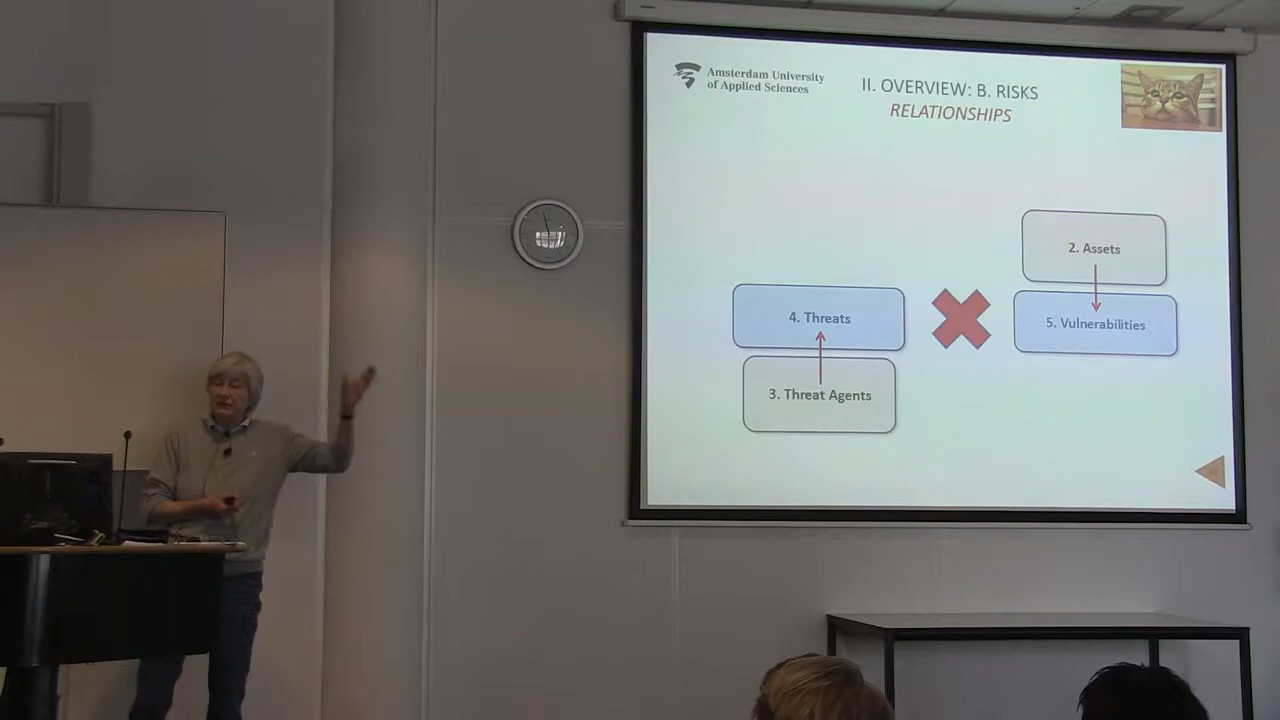 Amsterdam University
of Applied Sciences
II. OVERVIEW: B. RISKS
RELATIONSHIPS
2. Assets
4. Threats
5. Vulnerabilities
3. Threat Agents